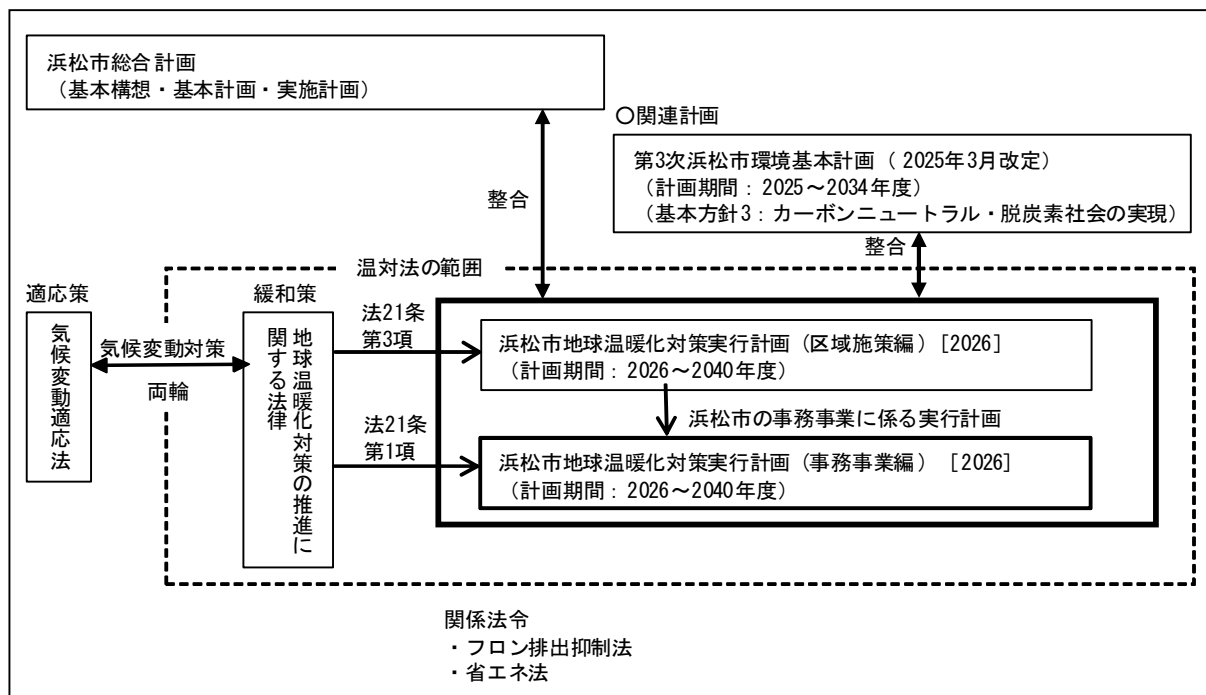 浜松市総合計画
（基本構想・基本計画・実施計画）
○関連計画
第3次浜松市環境基本計画（2025年3月改定）
（計画期間：2025～2034年度）
（基本方針3：カーボンニュートラル・脱炭素社会の実現）
整合
整合
温対法の範囲
適応策
気候変動適応法
気候変動対策
両輪
緩和策
地球温暖化対策の推進に
関する法律
法21条
第3項
浜松市地球温暖化対策実行計画（区域施策編）［2026］
（計画期間：2026～2040年度）
浜松市の事務事業に係る実行計画
法21条
第1項
浜松市地球温暖化対策実行計画（事務事業編）［2026］
（計画期間：2026～2040年度）
関係法令
・フロン排出抑制法
・省エネ法